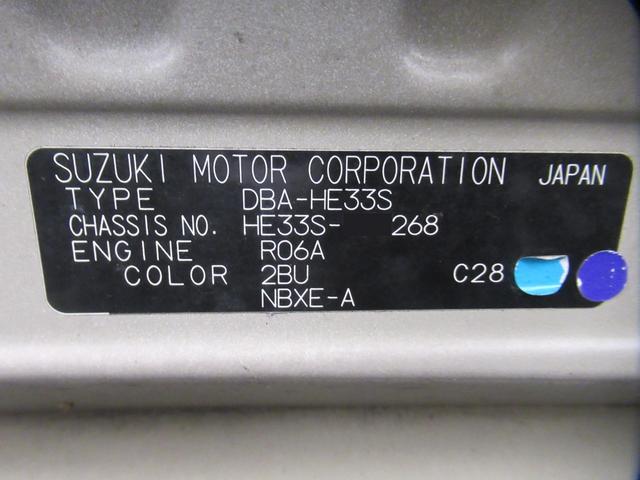 SUZUKI MOTOR CORPORATION JAPAN
TYPE DBA-HE33S
CHASSIS NO. HE33S- 268
ENGINE R06A
COLOR 2BU C28
NBXE-A